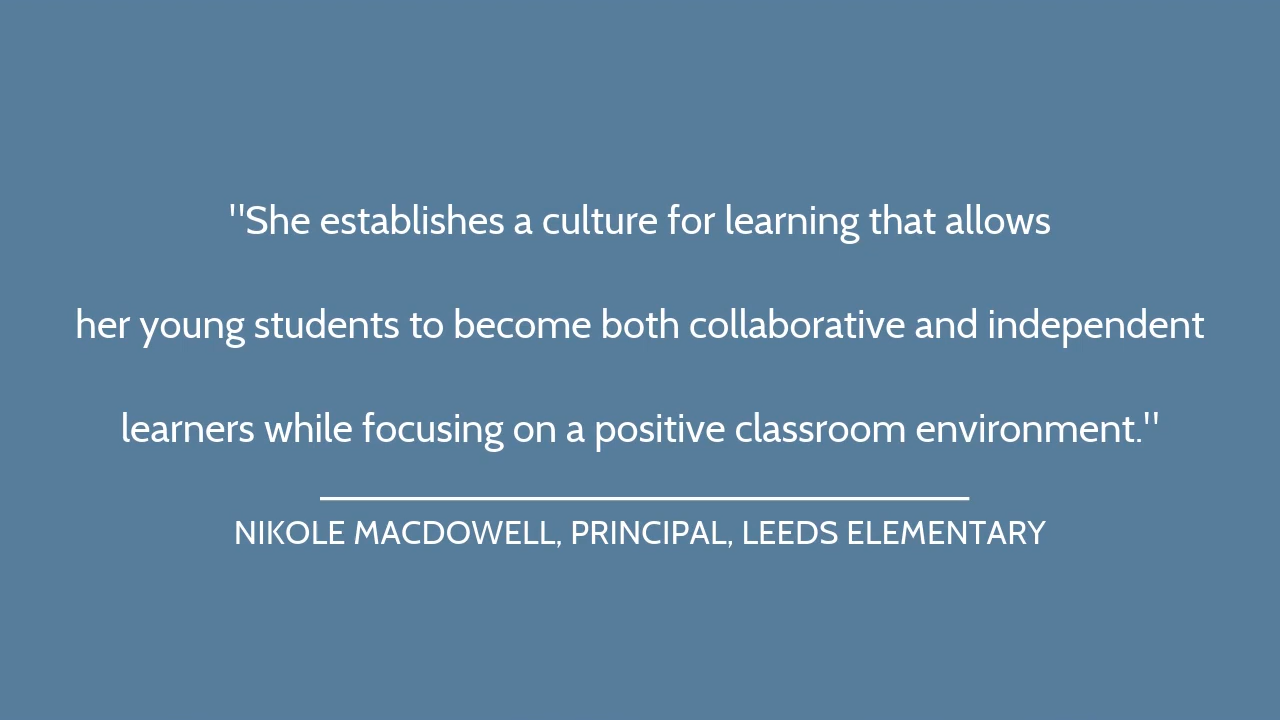 "She establishes a culture for learning that allows
her young students to become both collaborative and independent
learners while focusing on a positive classroom environment."
NIKOLE MACDOWELL, PRINCIPAL, LEEDS ELEMENTARY